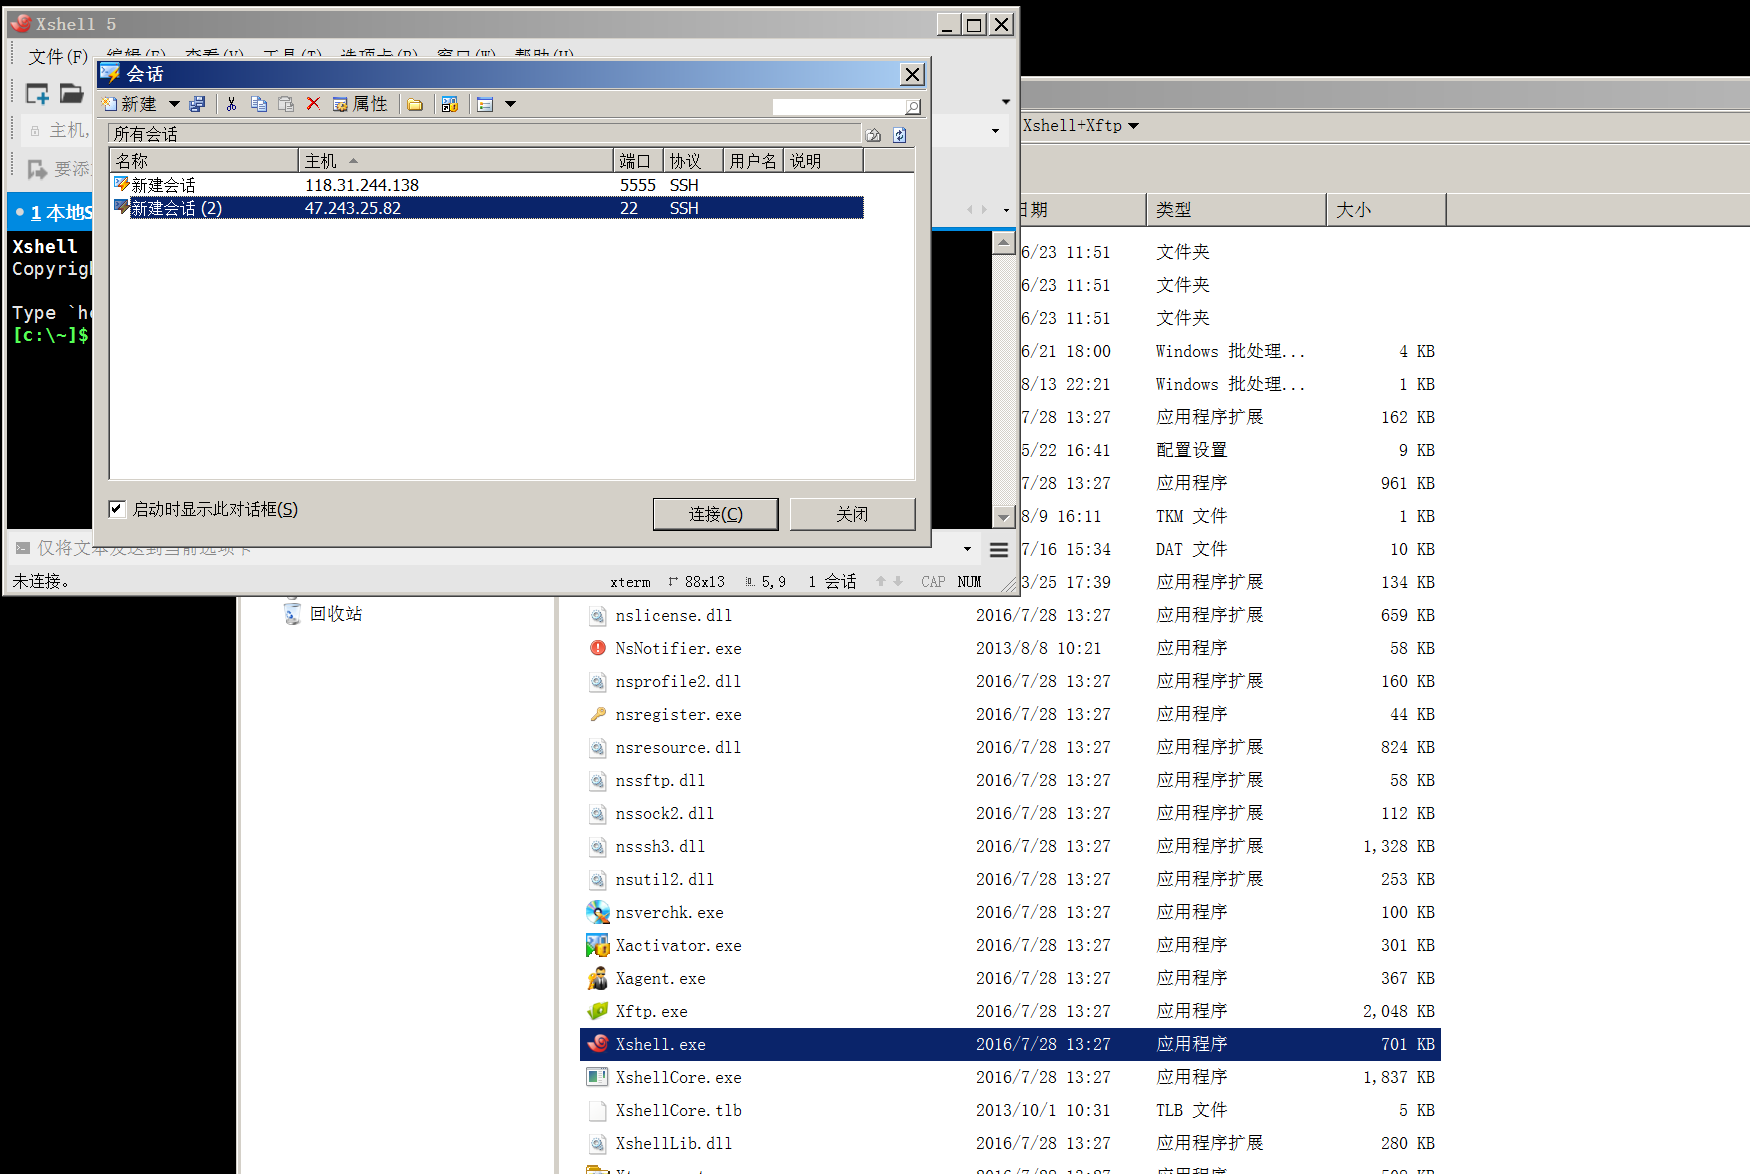 Xshell 5
文件(F) 编辑(E) 查看(V) 工具(T) 选项卡(B) 窗口(W) 帮助(H)
会话
新建 属性
主机,
所有会话
要添
名称 主机 端口 协议 用户名 说明
新建会话 118.31.244.138 5555 SSH
新建会话 (2) 47.243.25.82 22 SSH
1 本地S
Xshell
Copyrigh
Type `he
[c:\~]$
启动时显示此对话框(S)
连接(C) 关闭
仅将文本发送到当前选项卡
未连接。 xterm 88x13 5,9 1 会话 CAP NUM
Xshell+Xftp
日期 类型 大小
6/23 11:51 文件夹
6/23 11:51 文件夹
6/23 11:51 文件夹
6/21 18:00 Windows 批处理... 4 KB
8/13 22:21 Windows 批处理... 1 KB
7/28 13:27 应用程序扩展 162 KB
5/22 16:41 配置设置 9 KB
7/28 13:27 应用程序 961 KB
8/9 16:11 TKM 文件 1 KB
7/16 15:34 DAT 文件 10 KB
3/25 17:39 应用程序扩展 134 KB
回收站
nslicense.dll 2016/7/28 13:27 应用程序扩展 659 KB
NsNotifier.exe 2013/8/8 10:21 应用程序 58 KB
nsprofile2.dll 2016/7/28 13:27 应用程序扩展 160 KB
nsregister.exe 2016/7/28 13:27 应用程序 44 KB
nsresource.dll 2016/7/28 13:27 应用程序扩展 824 KB
nssftp.dll 2016/7/28 13:27 应用程序扩展 58 KB
nssock2.dll 2016/7/28 13:27 应用程序扩展 112 KB
nsssh3.dll 2016/7/28 13:27 应用程序扩展 1,328 KB
nsutil2.dll 2016/7/28 13:27 应用程序扩展 253 KB
nsverchk.exe 2016/7/28 13:27 应用程序 100 KB
Xactivator.exe 2016/7/28 13:27 应用程序 301 KB
Xagent.exe 2016/7/28 13:27 应用程序 367 KB
Xftp.exe 2016/7/28 13:27 应用程序 2,048 KB
Xshell.exe 2016/7/28 13:27 应用程序 701 KB
XshellCore.exe 2016/7/28 13:27 应用程序 1,837 KB
XshellCore.tlb 2013/10/1 10:31 TLB 文件 5 KB
XshellLib.dll 2016/7/28 13:27 应用程序扩展 280 KB